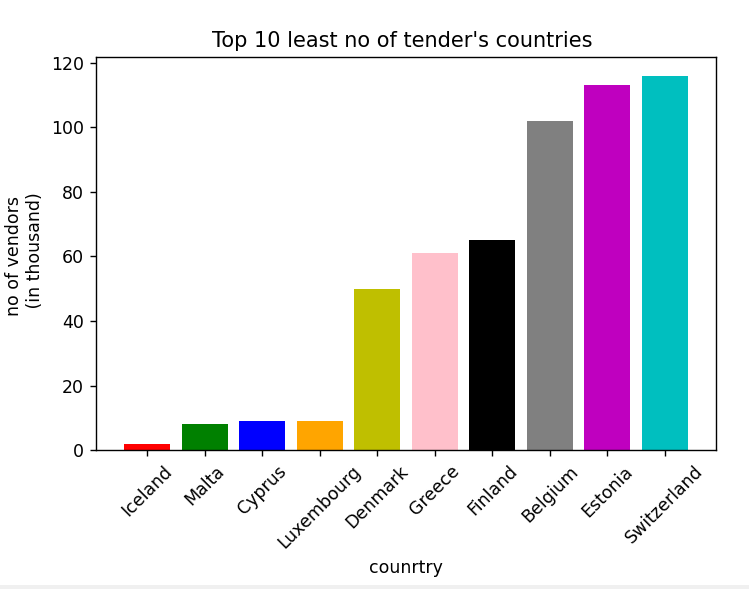 Top 10 least no of tender's countries
120
100
80
60
40
20
0
no of vendors
(in thousand)
Iceland
Malta
Cyprus
Luxembourg
Denmark
Greece
Finland
Belgium
Estonia
Switzerland
counrtry